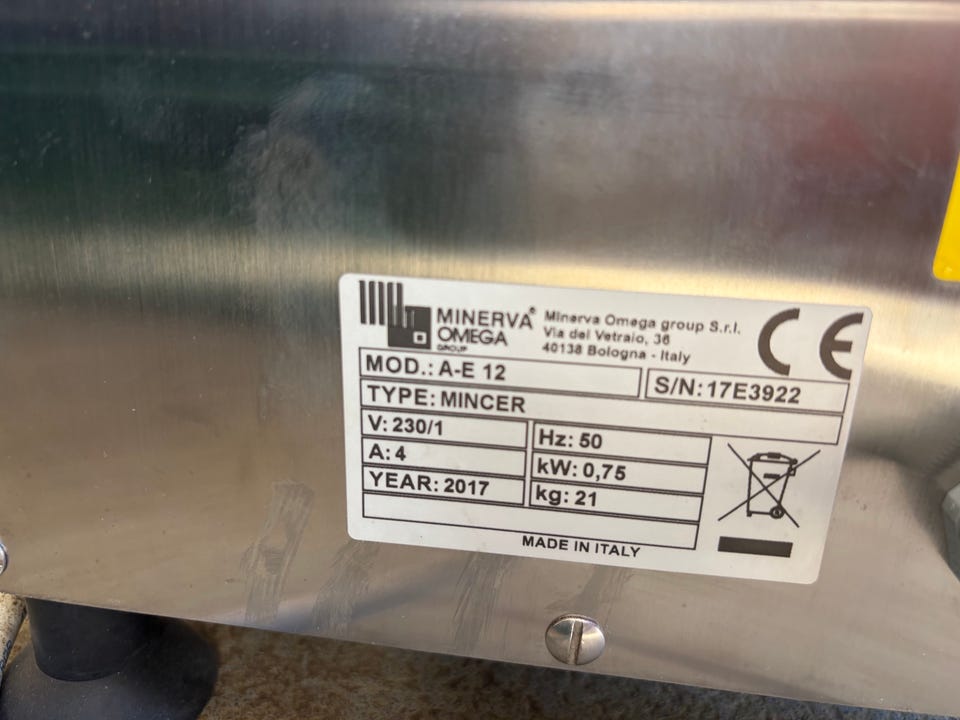 MINERVA®
OMEGA
GROUP
Minerva Omega group S.r.l.
Via del Vetraio, 36
40138 Bologna - Italy
CE
MOD.: A-E 12
S/N: 17E3922
TYPE: MINCER
V: 230/1
Hz: 50
A: 4
kW: 0,75
YEAR: 2017
kg: 21
MADE IN ITALY